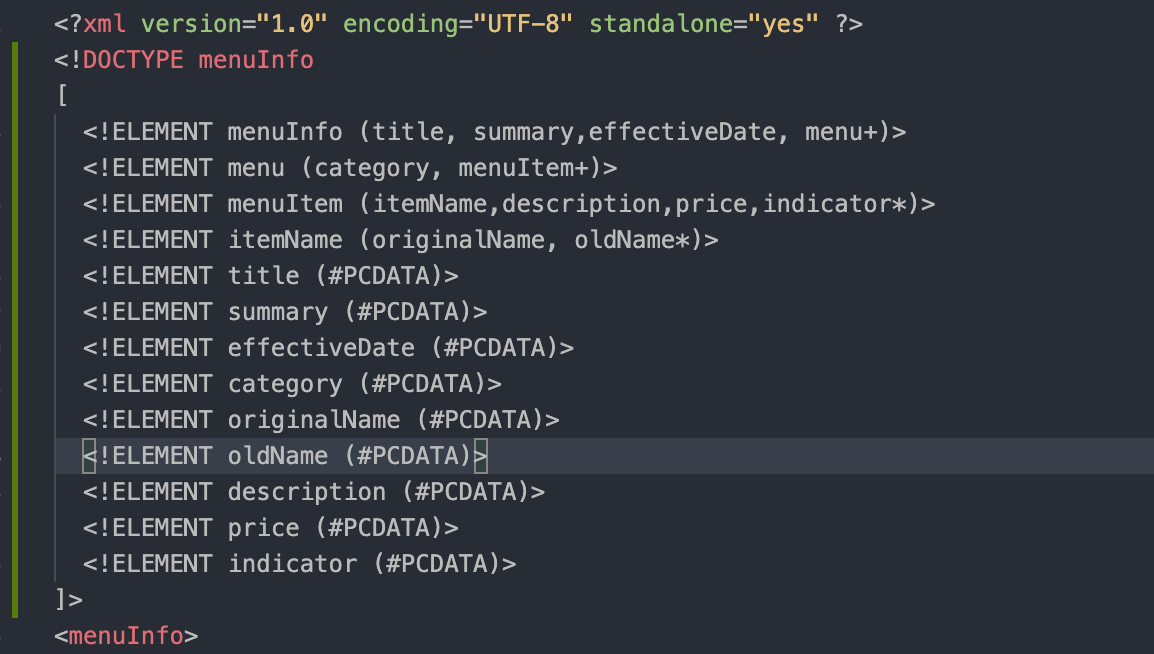 <?xml version="1.0" encoding="UTF-8" standalone="yes" ?>
<!DOCTYPE menuInfo
[
<!ELEMENT menuInfo (title, summary,effectiveDate, menu+)>
<!ELEMENT menu (category, menuItem+)>
<!ELEMENT menuItem (itemName,description,price,indicator*)>
<!ELEMENT itemName (originalName, oldName*)>
<!ELEMENT title (#PCDATA)>
<!ELEMENT summary (#PCDATA)>
<!ELEMENT effectiveDate (#PCDATA)>
<!ELEMENT category (#PCDATA)>
<!ELEMENT originalName (#PCDATA)>
<!ELEMENT oldName (#PCDATA)>
<!ELEMENT description (#PCDATA)>
<!ELEMENT price (#PCDATA)>
<!ELEMENT indicator (#PCDATA)>
]>
<menuInfo>